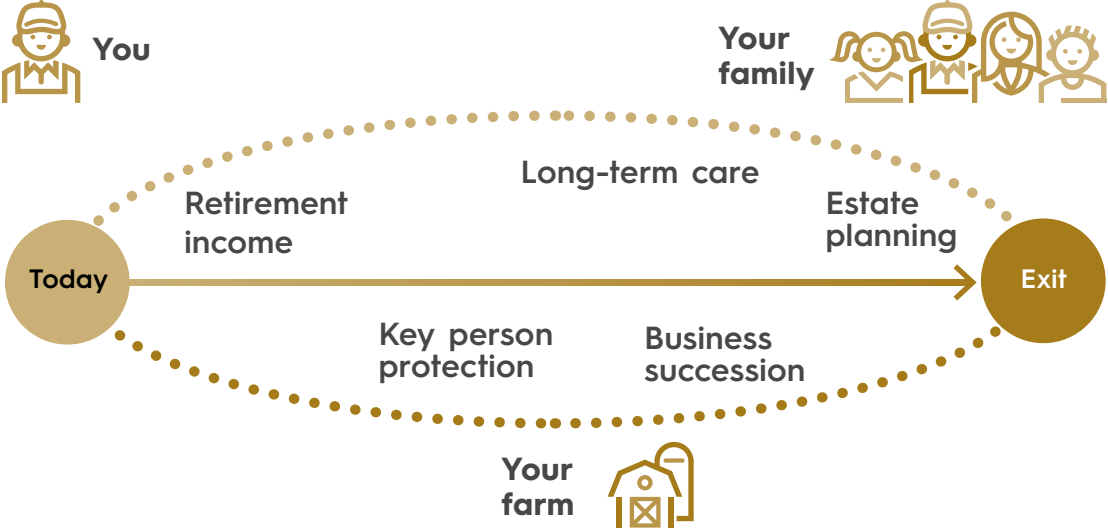 You
Your
family
Long-term care
Retirement
income
Estate
planning
Today
Exit
Key person
protection
Business
succession
Your
farm